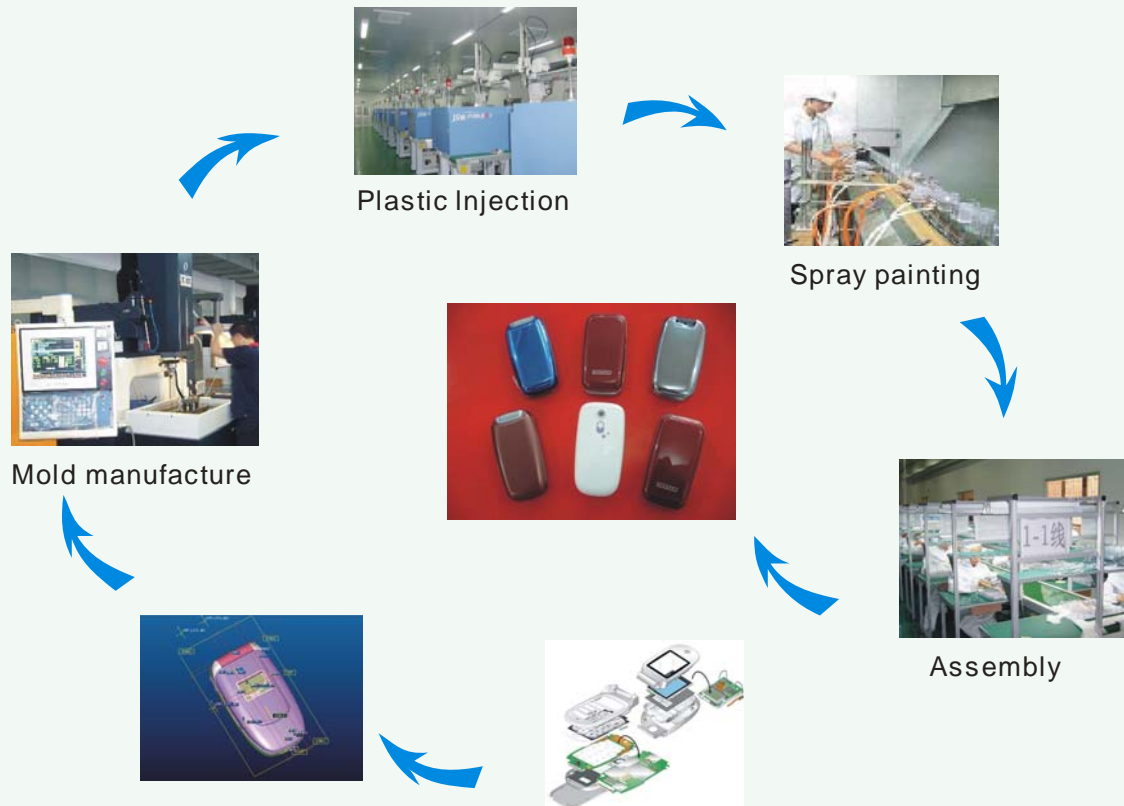 Plastic Injection
Spray painting
Mold manufacture
1-1线
Assembly